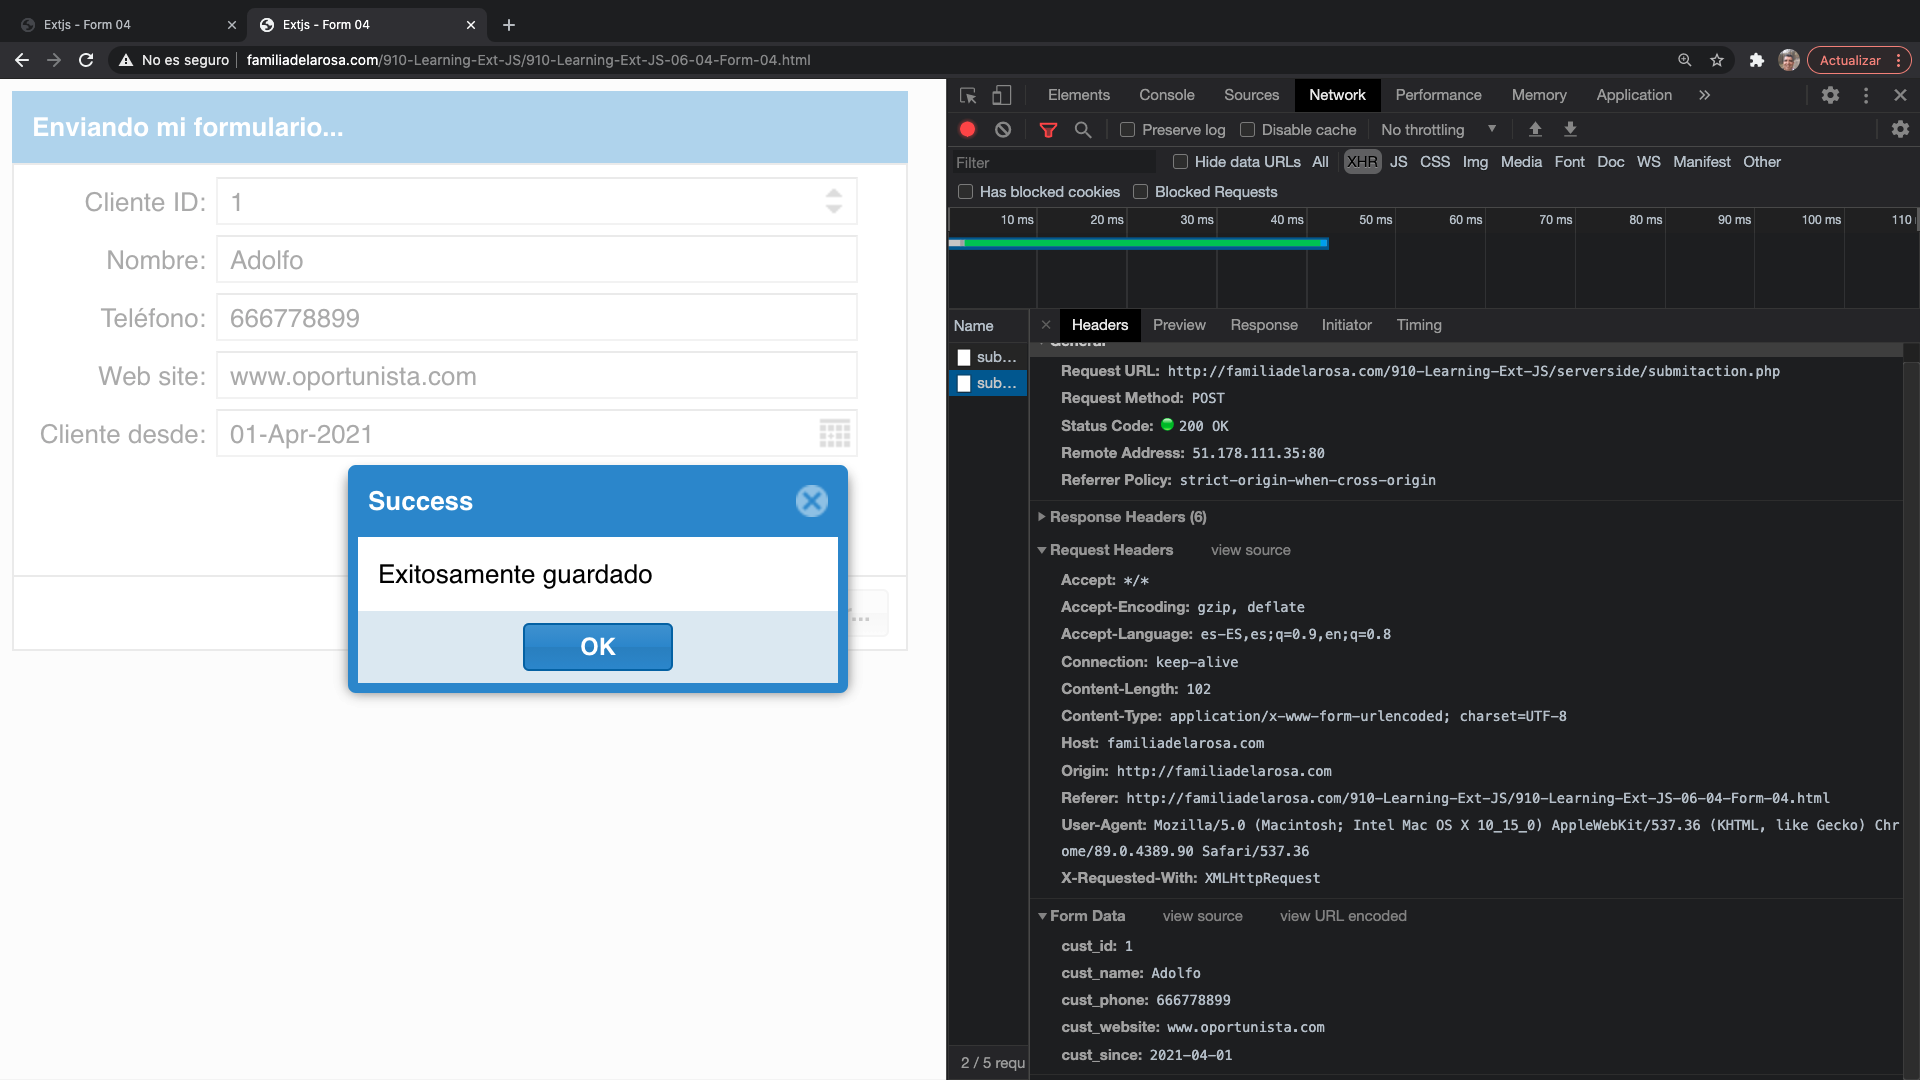 Extjs - Form 04
Extjs - Form 04
No es seguro
familiadelarosa.com/910-Learning-Ext-JS/910-Learning-Ext-JS-06-04-Form-04.html
Actualizar
Enviando mi formulario...
Cliente ID: 1
Nombre: Adolfo
Teléfono: 666778899
Web site: www.oportunista.com
Cliente desde: 01-Apr-2021
Success
Exitosamente guardado
OK
...
Elements Console Sources Network Performance Memory Application
Preserve log Disable cache No throttling
Filter Hide data URLs All XHR JS CSS Img Media Font Doc WS Manifest Other
Has blocked cookies Blocked Requests
10 ms 20 ms 30 ms 40 ms 50 ms 60 ms 70 ms 80 ms 90 ms 100 ms 110
Name
sub...
sub...
2 / 5 requ
Headers Preview Response Initiator Timing
General
Request URL: http://familiadelarosa.com/910-Learning-Ext-JS/serverside/submitaction.php
Request Method: POST
Status Code: 200 OK
Remote Address: 51.178.111.35:80
Referrer Policy: strict-origin-when-cross-origin
Response Headers (6)
Request Headers view source
Accept: */*
Accept-Encoding: gzip, deflate
Accept-Language: es-ES,es;q=0.9,en;q=0.8
Connection: keep-alive
Content-Length: 102
Content-Type: application/x-www-form-urlencoded; charset=UTF-8
Host: familiadelarosa.com
Origin: http://familiadelarosa.com
Referer: http://familiadelarosa.com/910-Learning-Ext-JS/910-Learning-Ext-JS-06-04-Form-04.html
User-Agent: Mozilla/5.0 (Macintosh; Intel Mac OS X 10_15_0) AppleWebKit/537.36 (KHTML, like Gecko) Chr
ome/89.0.4389.90 Safari/537.36
X-Requested-With: XMLHttpRequest
Form Data view source view URL encoded
cust_id: 1
cust_name: Adolfo
cust_phone: 666778899
cust_website: www.oportunista.com
cust_since: 2021-04-01